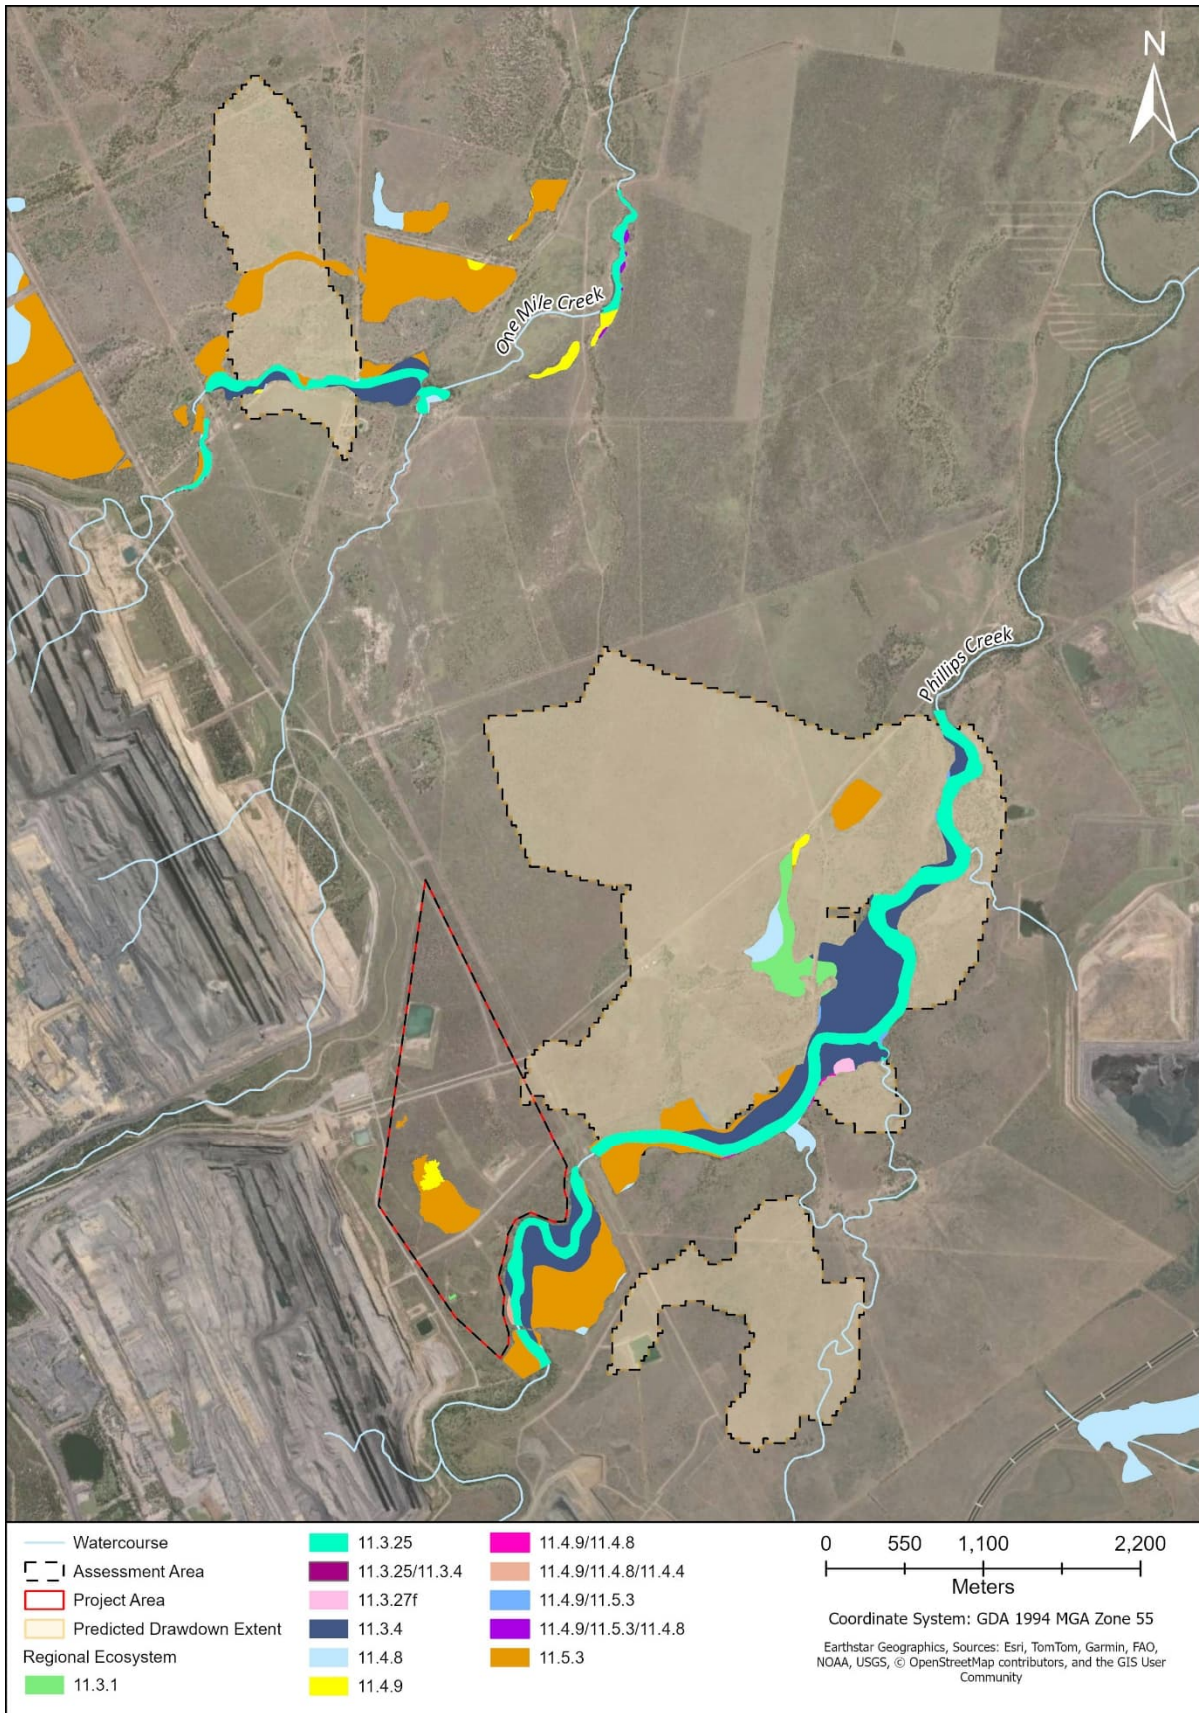 N
One Mile Creek
Phillips Creek
Watercourse
Assessment Area
Project Area
Predicted Drawdown Extent
Regional Ecosystem
11.3.1
11.3.25
11.3.25/11.3.4
11.3.27f
11.3.4
11.4.8
11.4.9
11.4.9/11.4.8
11.4.9/11.4.8/11.4.4
11.4.9/11.5.3
11.4.9/11.5.3/11.4.8
11.5.3
0 550 1,100 2,200
Meters
Coordinate System: GDA 1994 MGA Zone 55
Earthstar Geographics, Sources: Esri, TomTom, Garmin, FAO,
NOAA, USGS, © OpenStreetMap contributors, and the GIS User
Community